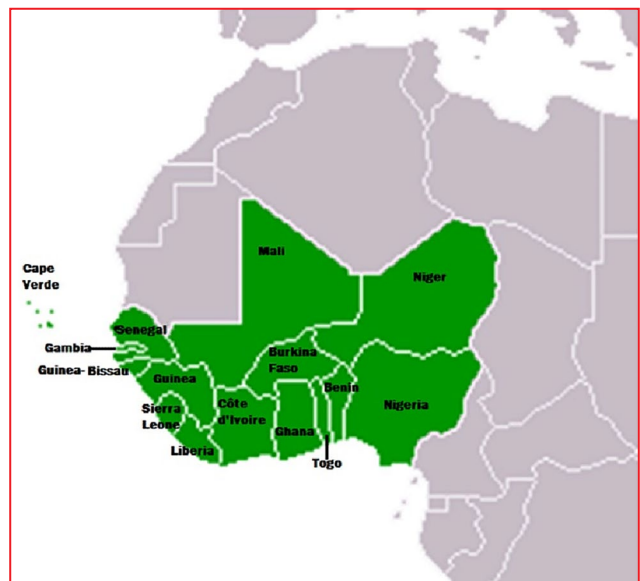 Mali
Cape
Verde
Niger
Senegal
Gambia
Burkina
Faso
Guinea- Bissau
Guinea
Benin
Sierra
Leone
Côte
d'Ivoire
Nigeria
Ghana
Liberia
Togo